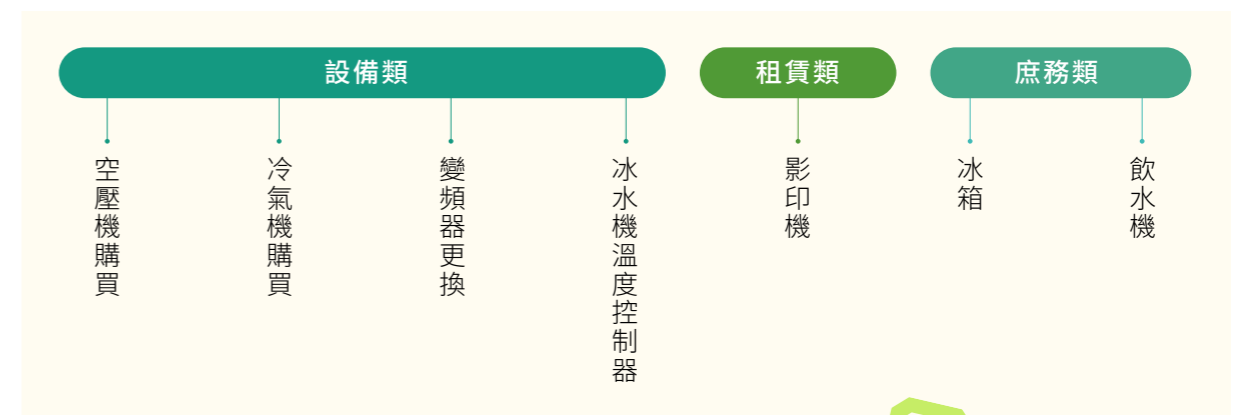 設備類
空壓機購買
冷氣機購買
變頻器更換
冰水機溫度控制器
租賃類
影印機
庶務類
冰箱
飲水機